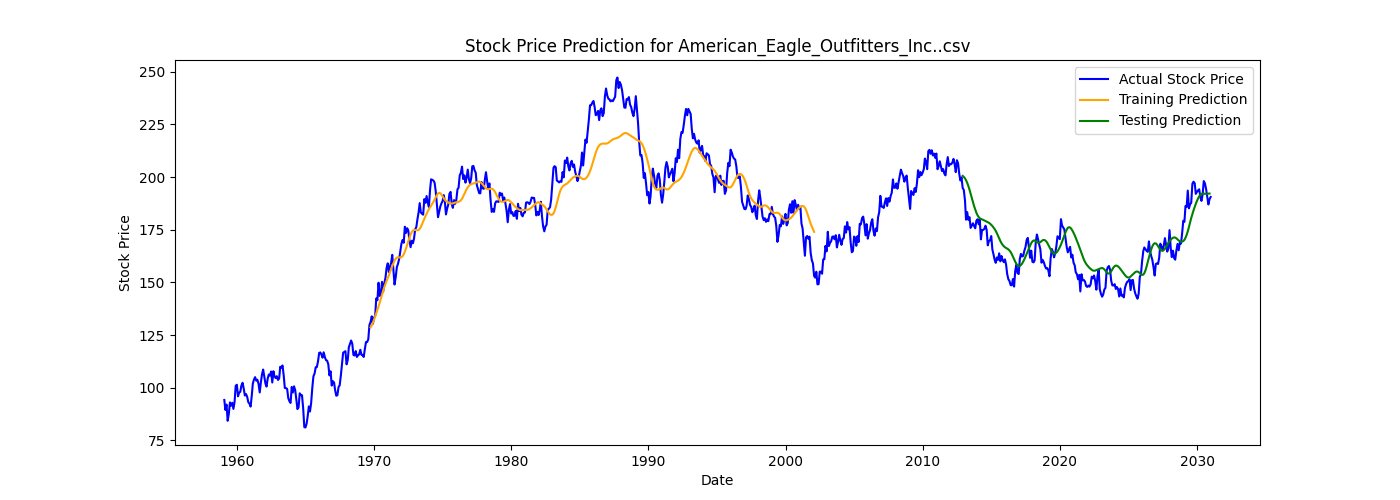 Stock Price Prediction for American_Eagle_Outfitters_Inc..csv
250
225
200
175
150
125
100
75
Stock Price
Actual Stock Price
Training Prediction
Testing Prediction
1960 1970 1980 1990 2000 2010 2020 2030
Date